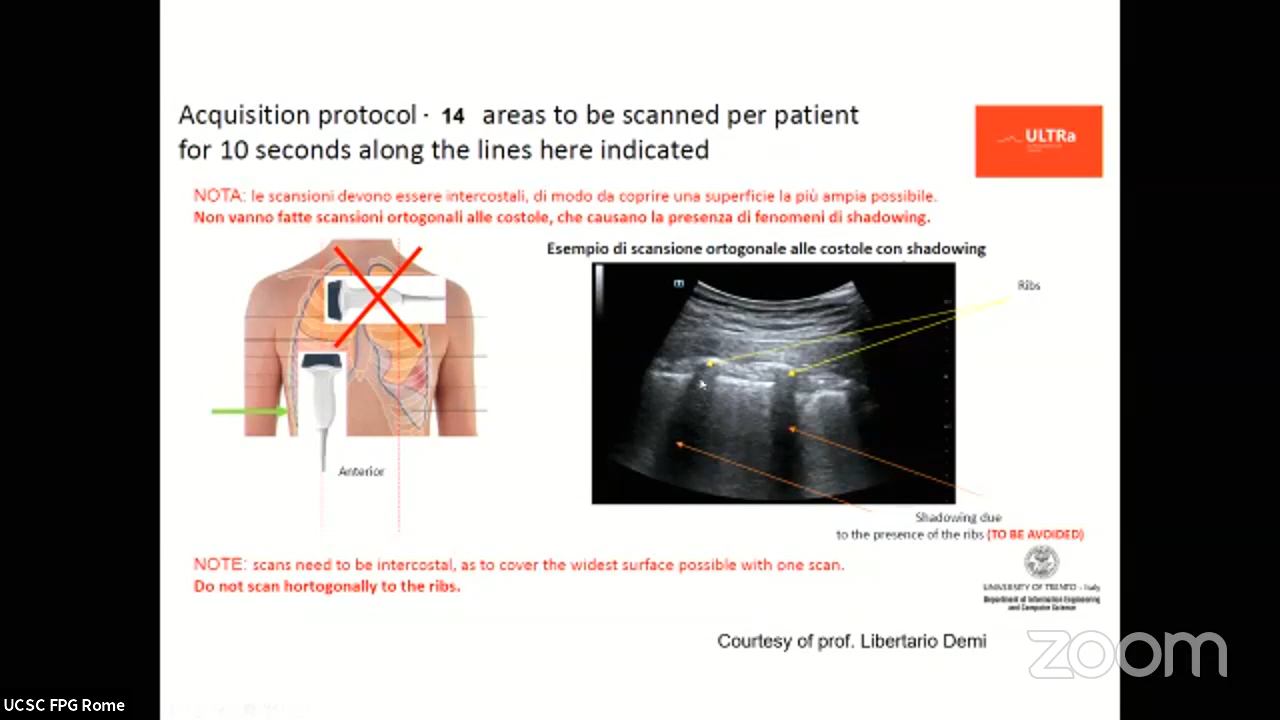 Acquisition protocol - 14 areas to be scanned per patient
for 10 seconds along the lines here indicated
ULTRa
NOTA: le scansioni devono essere intercostali, di modo da coprire una superficie la più ampia possibile.
Non vanno fatte scansioni ortogonali alle costole, che causano la presenza di fenomeni di shadowing.
Esempio di scansione ortogonale alle costole con shadowing
Ribs
Anterior
Shadowing due
to the presence of the ribs (TO BE AVOIDED)
NOTE: scans need to be intercostal, as to cover the widest surface possible with one scan.
Do not scan hortogonally to the ribs.
UNIVERSITY OF TRENTO - Italy
Department of Information Engineering
and Computer Science
Courtesy of prof. Libertario Demi
zoom
UCSC FPG Rome